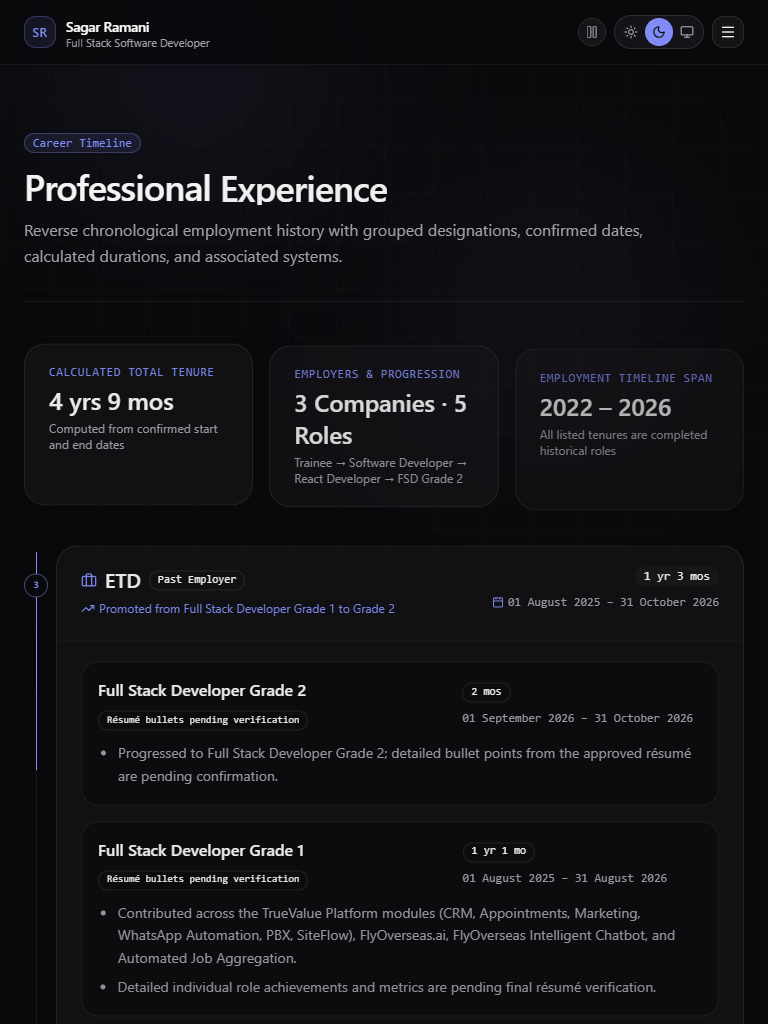 SR
Sagar Ramani
Full Stack Software Developer
Career Timeline
Professional Experience
Reverse chronological employment history with grouped designations, confirmed dates,
calculated durations, and associated systems.
CALCULATED TOTAL TENURE
4 yrs 9 mos
Computed from confirmed start
and end dates
EMPLOYERS & PROGRESSION
3 Companies · 5
Roles
Trainee → Software Developer →
React Developer → FSD Grade 2
EMPLOYMENT TIMELINE SPAN
2022 – 2026
All listed tenures are completed
historical roles
3
ETD
Past Employer
1 yr 3 mos
Promoted from Full Stack Developer Grade 1 to Grade 2
01 August 2025 – 31 October 2026
Full Stack Developer Grade 2
2 mos
Résumé bullets pending verification
01 September 2026 – 31 October 2026
• Progressed to Full Stack Developer Grade 2; detailed bullet points from the approved résumé
are pending confirmation.
Full Stack Developer Grade 1
1 yr 1 mo
Résumé bullets pending verification
01 August 2025 – 31 August 2026
• Contributed across the TrueValue Platform modules (CRM, Appointments, Marketing,
WhatsApp Automation, PBX, SiteFlow), FlyOverseas.ai, FlyOverseas Intelligent Chatbot, and
Automated Job Aggregation.
• Detailed individual role achievements and metrics are pending final résumé verification.